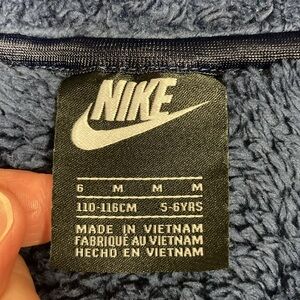 NIKE
6 M M M
110-116CM 5-6YRS
MADE IN VIETNAM
FABRIQUÉ AU VIETNAM
HECHO EN VIETNAM